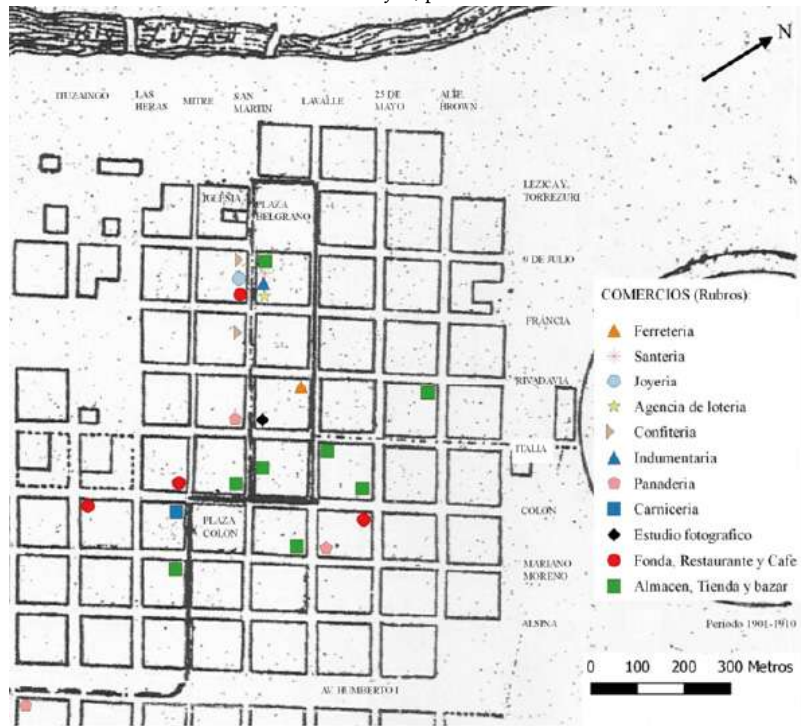 N
ITUZAINGO
LAS
HERAS
MITRE
SAN
MARTIN
LAVALLE
25 DE
MAYO
ALTE.
BROWN
LEZICA Y.
TORREZURI
IGLESIA
PLAZA
BELGRANO
9 DE JULIO
FRANCIA
RIVADAVIA
ITALIA
COLON
PLAZA
COLON
MARIANO
MORENO
ALSINA
AV. HUMBERTO I
COMERCIOS (Rubros):
Ferreteria
Santeria
Joyeria
Agencia de loteria
Confiteria
Indumentaria
Panaderia
Carniceria
Estudio fotografico
Fonda, Restaurante y Cafe
Almacen, Tienda y bazar
Periodo 1901-1910
0 100 200 300 Metros